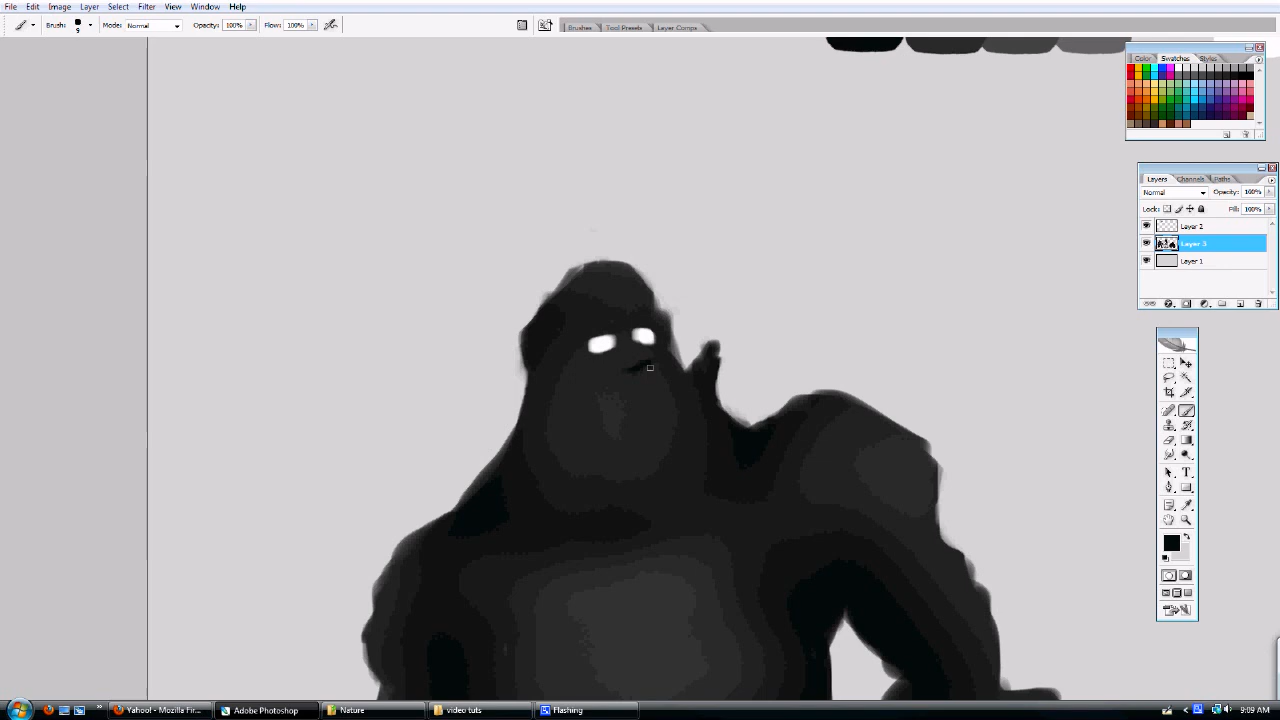 File Edit Image Layer Select Filter View Window Help
Brush: 9 Mode: Normal Opacity: 100% Flow: 100% Brushes Tool Presets Layer Comps
Color Swatches Styles
Layers Channels Paths
Normal Opacity: 100%
Lock: Fill: 100%
Layer 2
Layer 3
Layer 1
Yahoo! - Mozilla Fir... Adobe Photoshop Nature video tuts Flashing 9:09 AM